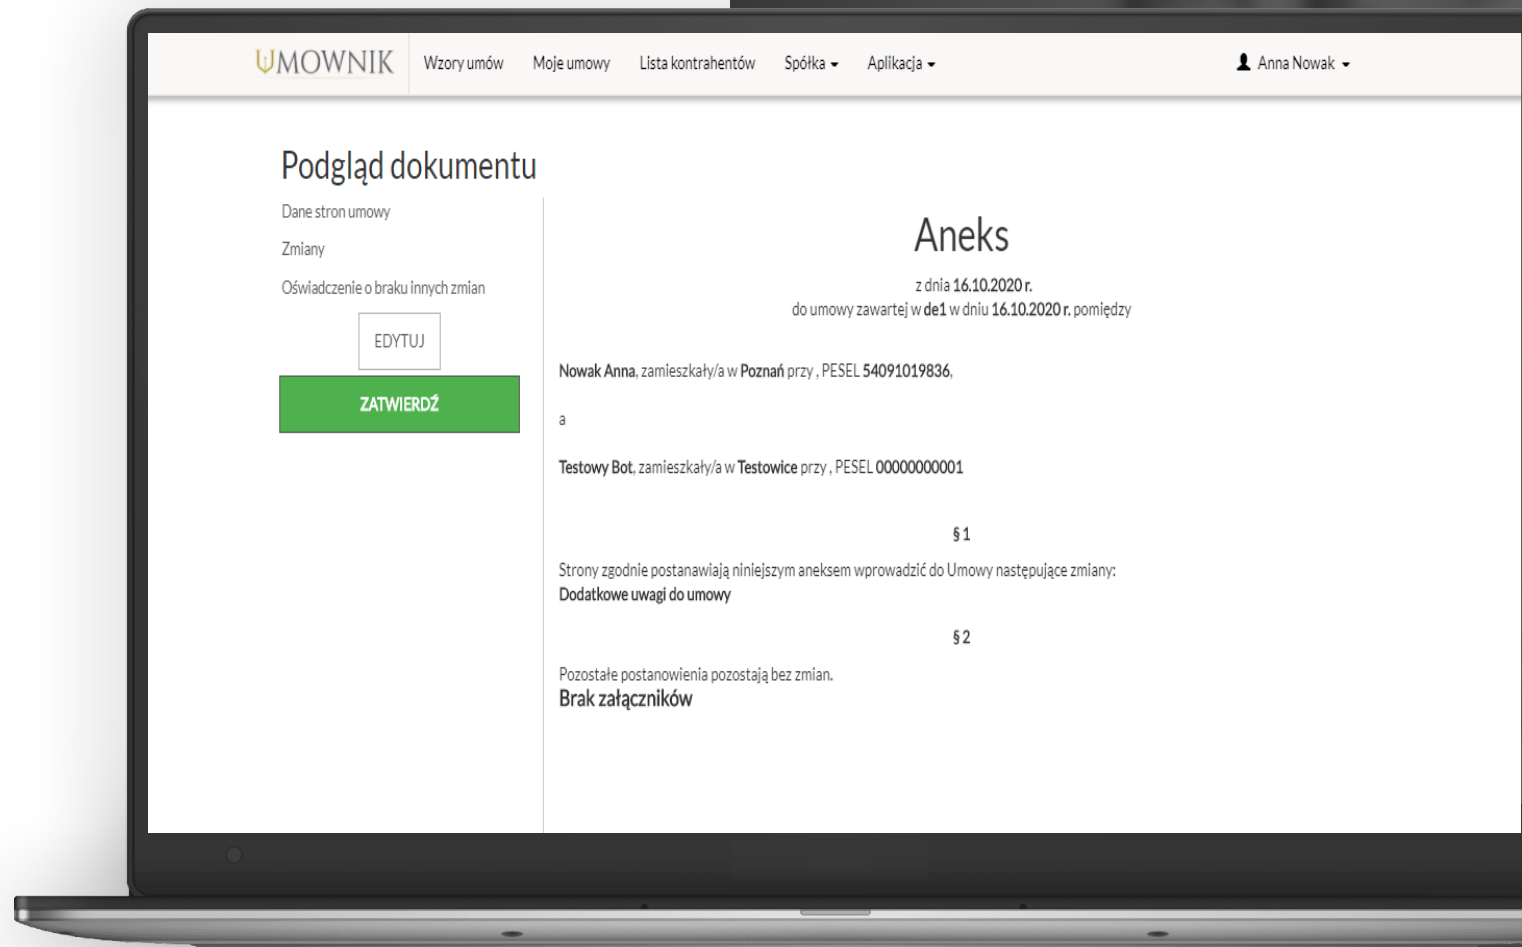 UMOWNIK Wzory umów Moje umowy Lista kontrahentów Spółka Aplikacja Anna Nowak
Podgląd dokumentu
Dane stron umowy
Zmiany
Oświadczenie o braku innych zmian
EDYTUJ
ZATWIERDŹ
Aneks
z dnia 16.10.2020 r.
do umowy zawartej w de1 w dniu 16.10.2020 r. pomiędzy
Nowak Anna, zamieszkały/a w Poznań przy , PESEL 54091019836,
a
Testowy Bot, zamieszkały/a w Testowice przy , PESEL 00000000001
§ 1
Strony zgodnie postanawiają niniejszym aneksem wprowadzić do Umowy następujące zmiany:
Dodatkowe uwagi do umowy
§ 2
Pozostałe postanowienia pozostają bez zmian.
Brak załączników